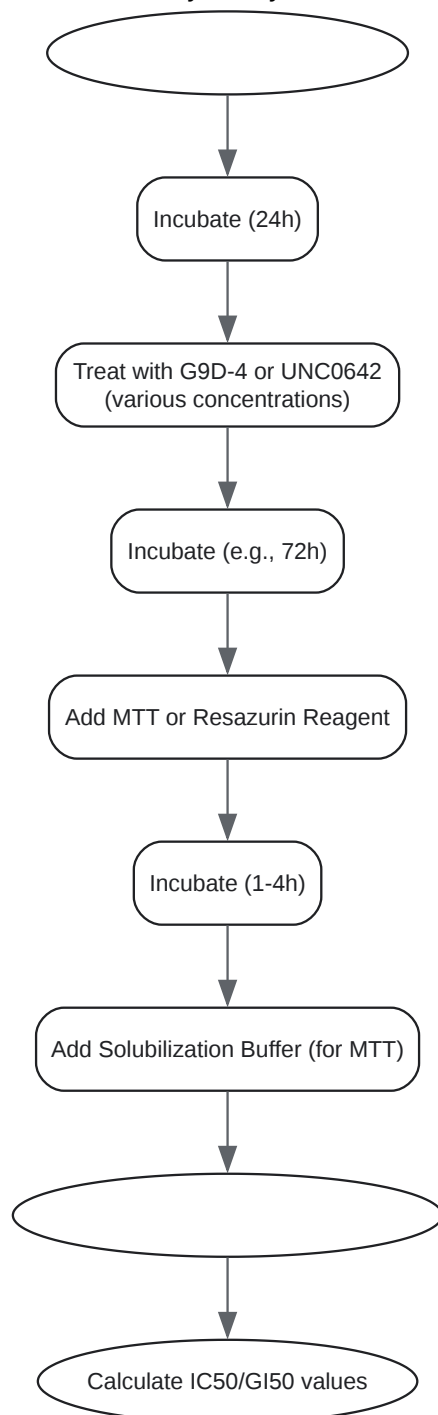 Incubate (24h)
Treat with G9D-4 or UNC0642
(various concentrations)
Incubate (e.g., 72h)
Add MTT or Resazurin Reagent
Incubate (1-4h)
Add Solubilization Buffer (for MTT)
Calculate IC50/GI50 values